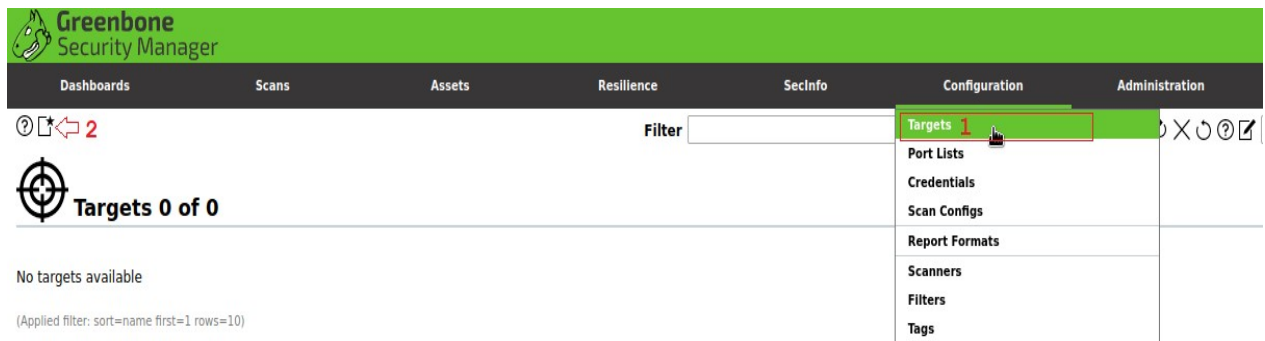 Greenbone
Security Manager
Dashboards Scans Assets Resilience SecInfo Configuration Administration
2
Filter
Targets 1
Port Lists
Credentials
Scan Configs
Report Formats
Scanners
Filters
Tags
Targets 0 of 0
No targets available
(Applied filter: sort=name first=1 rows=10)